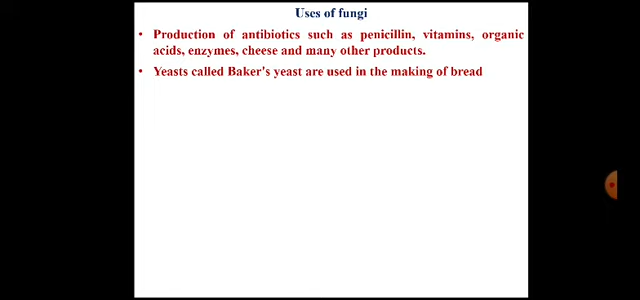 Uses of fungi
• Production of antibiotics such as penicillin, vitamins, organic
acids, enzymes, cheese and many other products.
• Yeasts called Baker's yeast are used in the making of bread